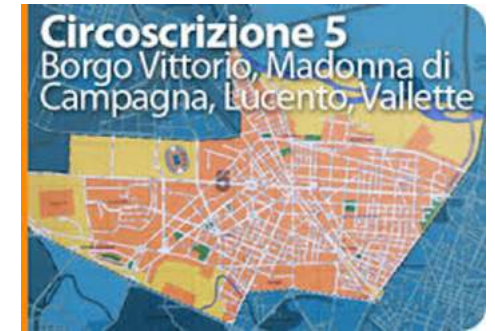 Circoscrizione 5
Borgo Vittorio, Madonna di
Campagna, Lucento, Vallette